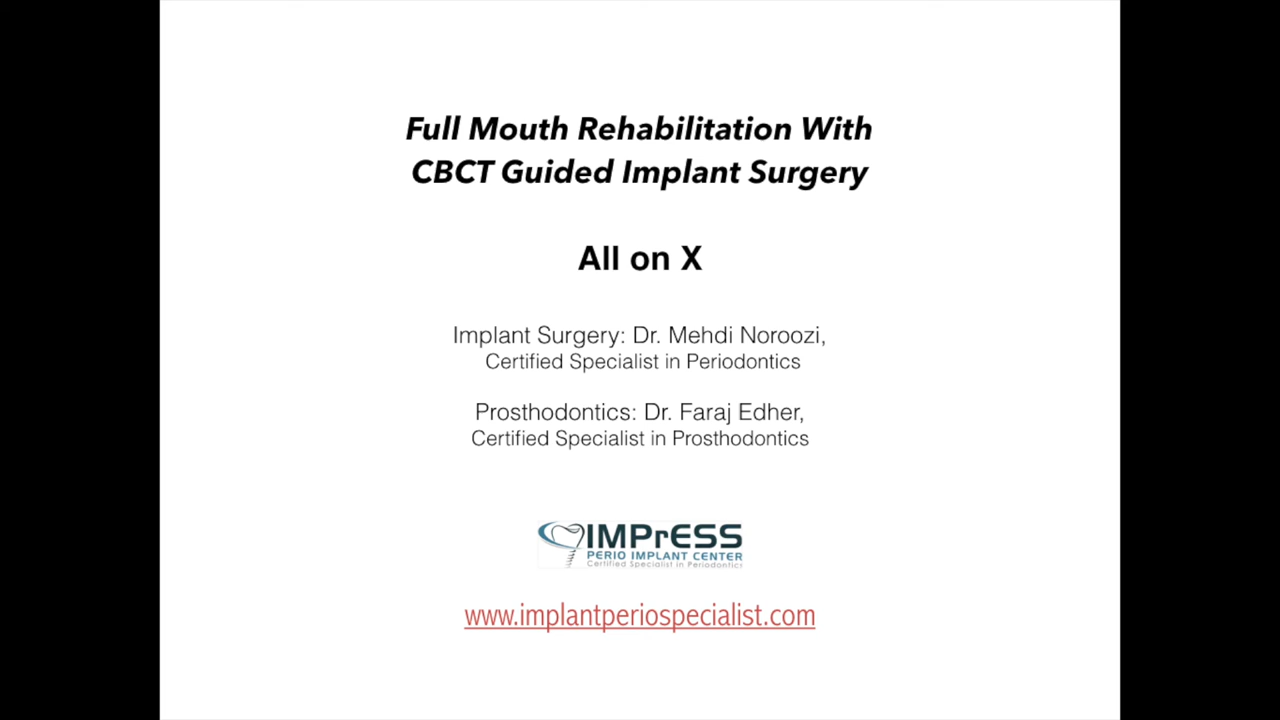 Full Mouth Rehabilitation With
CBCT Guided Implant Surgery
All on X
Implant Surgery: Dr. Mehdi Noroozi,
Certified Specialist in Periodontics
Prosthodontics: Dr. Faraj Edher,
Certified Specialist in Prosthodontics
IMPrESS
PERIO IMPLANT CENTER
Certified Specialist in Periodontics
www.implantperiospecialist.com